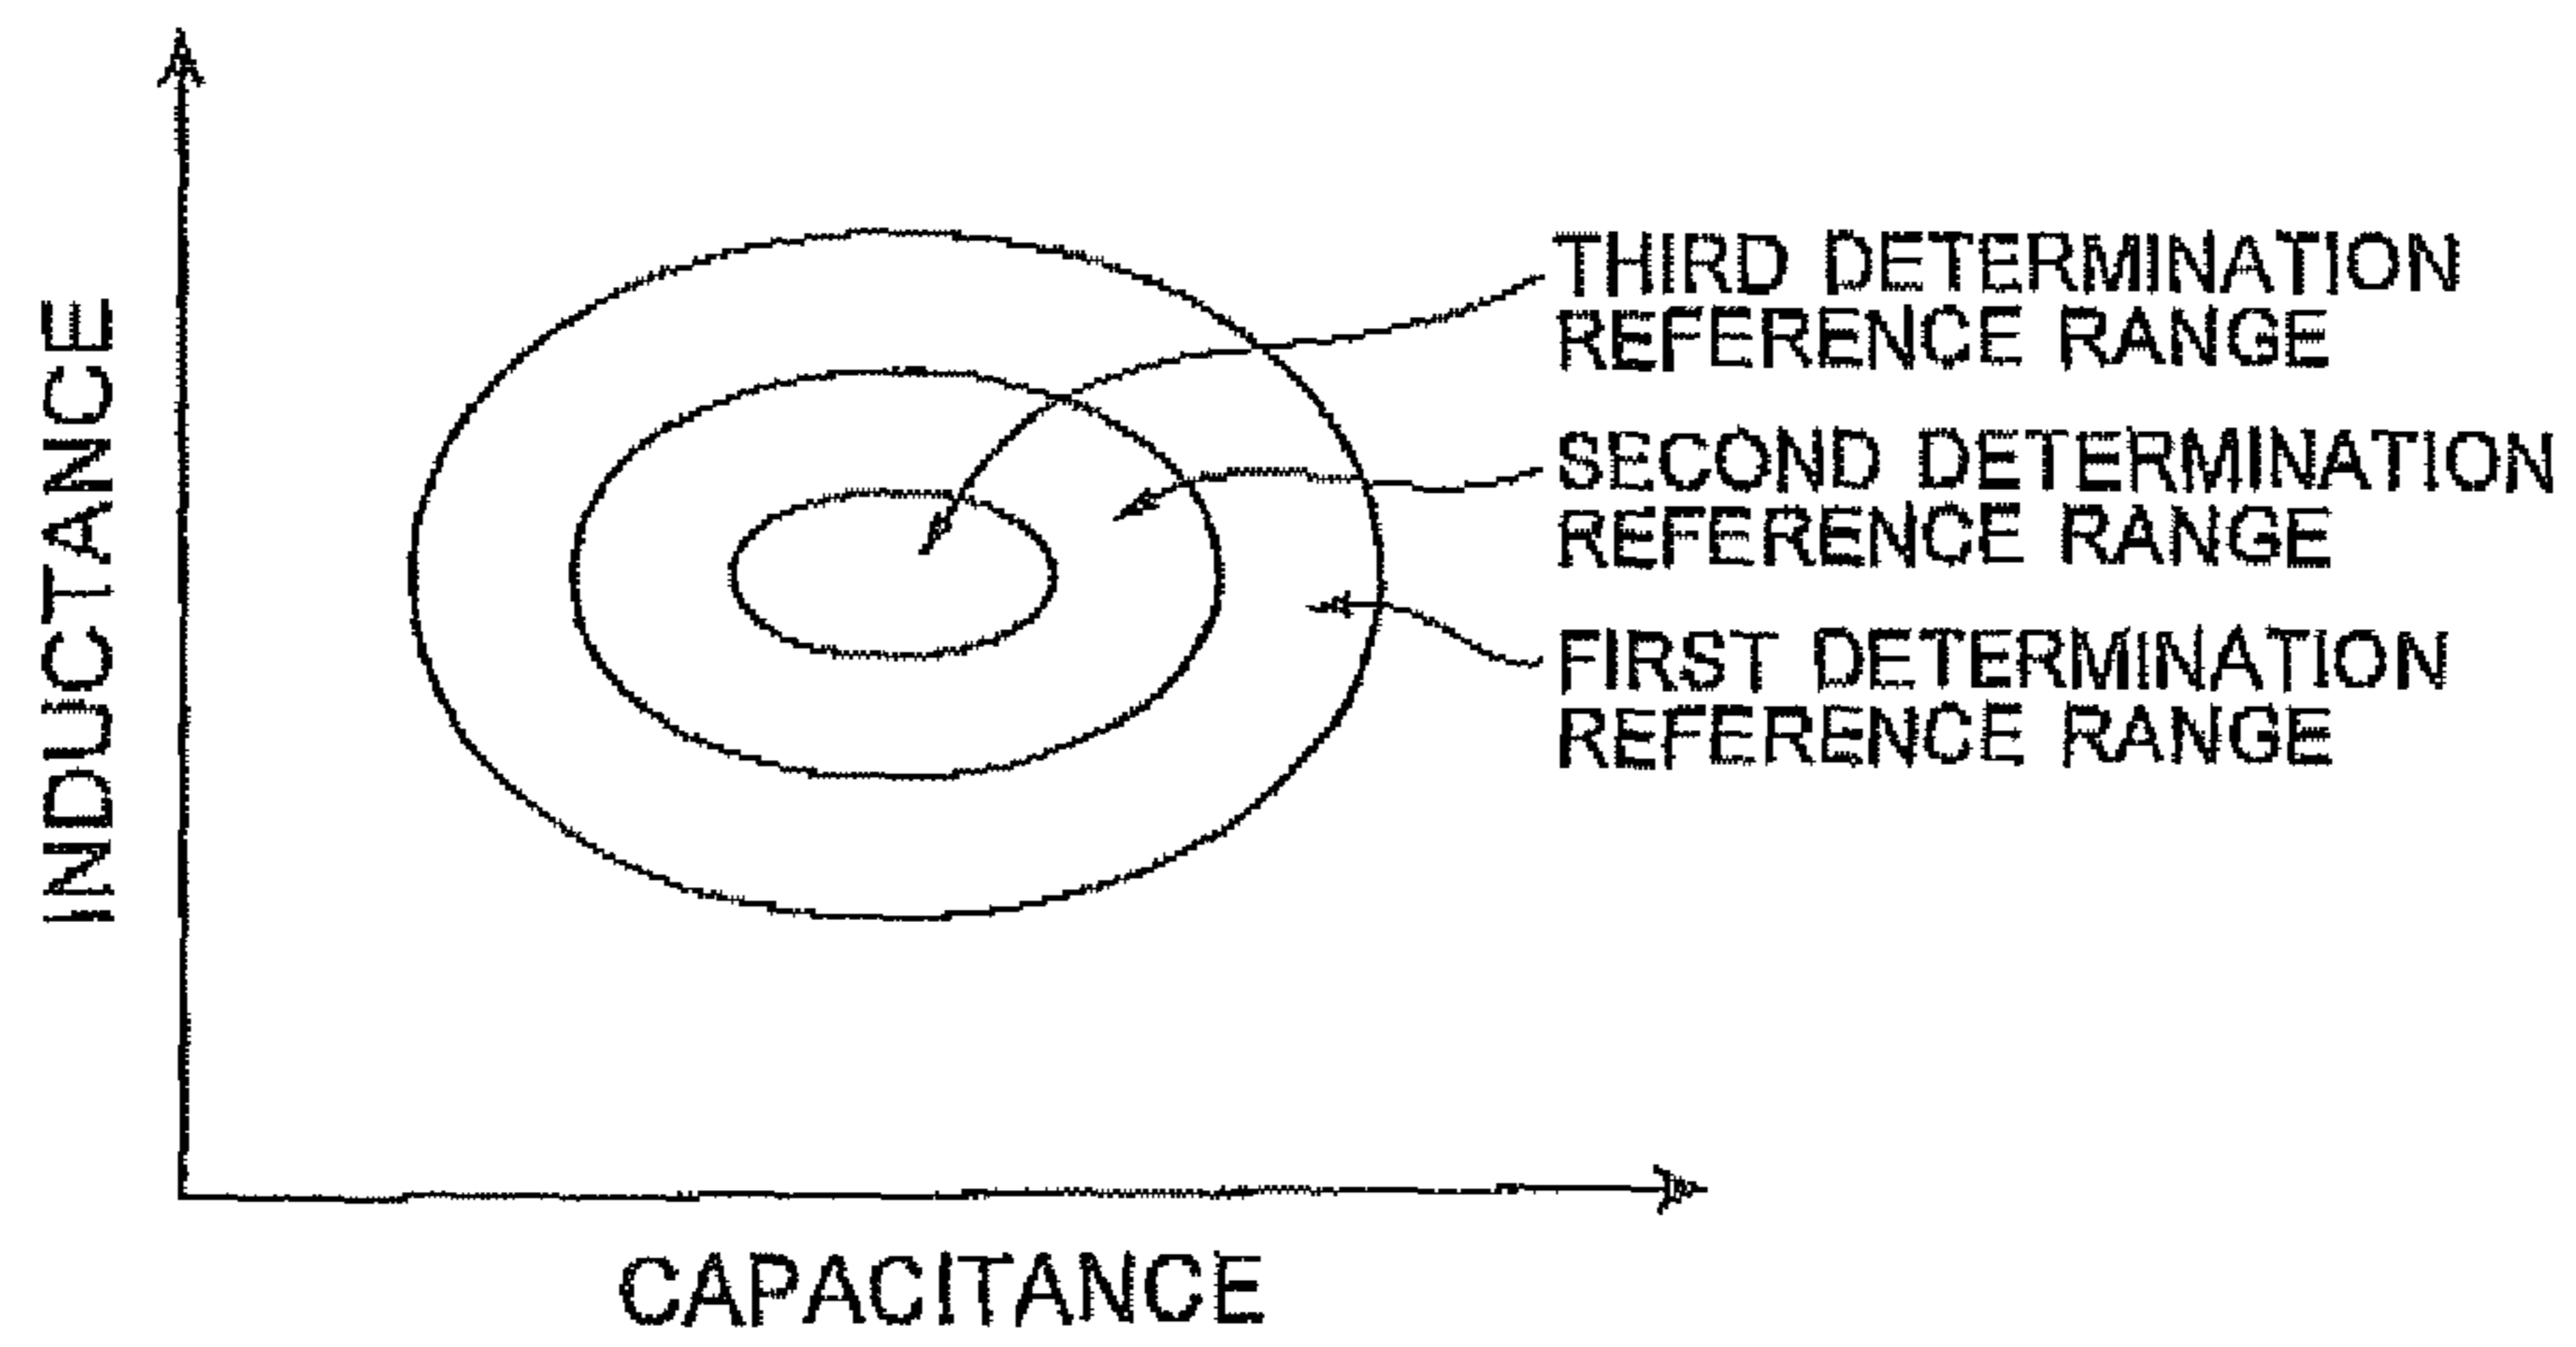 INDUCTANCE
THIRD DETERMINATION
REFERENCE RANGE
SECOND DETERMINATION
REFERENCE RANGE
FIRST DETERMINATION
REFERENCE RANGE
CAPACITANCE